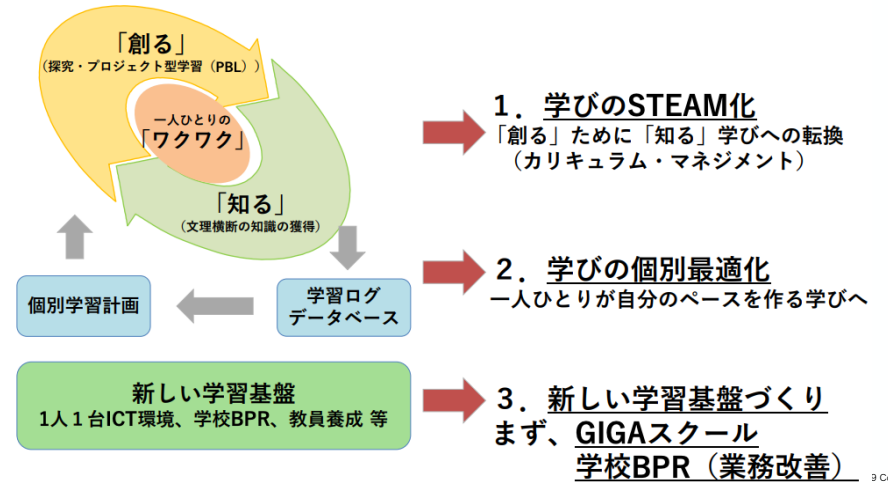 「創る」
（探究・プロジェクト型学習（PBL））
一人ひとりの
「ワクワク」
「知る」
（文理横断の知識の獲得）
個別学習計画
学習ログ
データベース
新しい学習基盤
1人１台ICT環境、学校BPR、教員養成 等
１．学びのSTEAM化
「創る」ために「知る」学びへの転換
（カリキュラム・マネジメント）
２．学びの個別最適化
一人ひとりが自分のペースを作る学びへ
３．新しい学習基盤づくり
まず、GIGAスクール
学校BPR（業務改善）